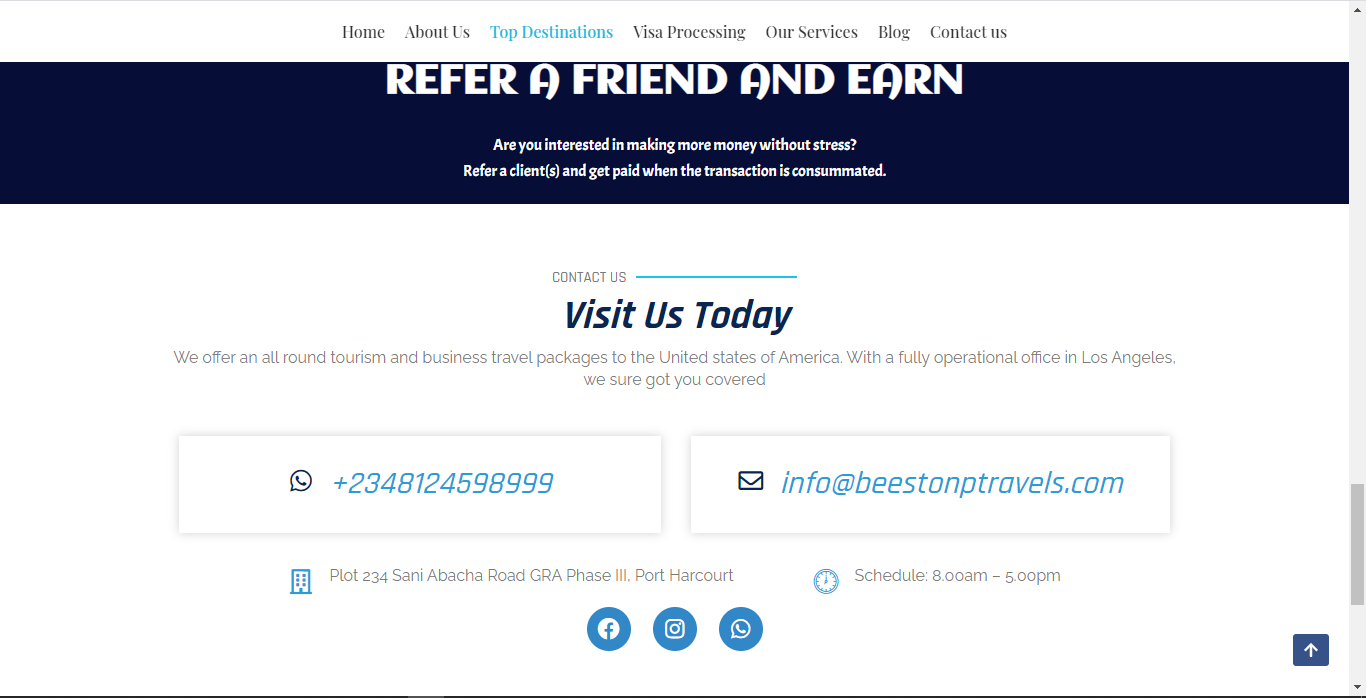 Home About Us Top Destinations Visa Processing Our Services Blog Contact us
REFER A FRIEND AND EARN
Are you interested in making more money without stress?
Refer a client(s) and get paid when the transaction is consummated.
CONTACT US
Visit Us Today
We offer an all round tourism and business travel packages to the United states of America. With a fully operational office in Los Angeles,
we sure got you covered
+2348124598999
info@beestonptravels.com
Plot 234 Sani Abacha Road GRA Phase III, Port Harcourt
Schedule: 8.00am – 5.00pm